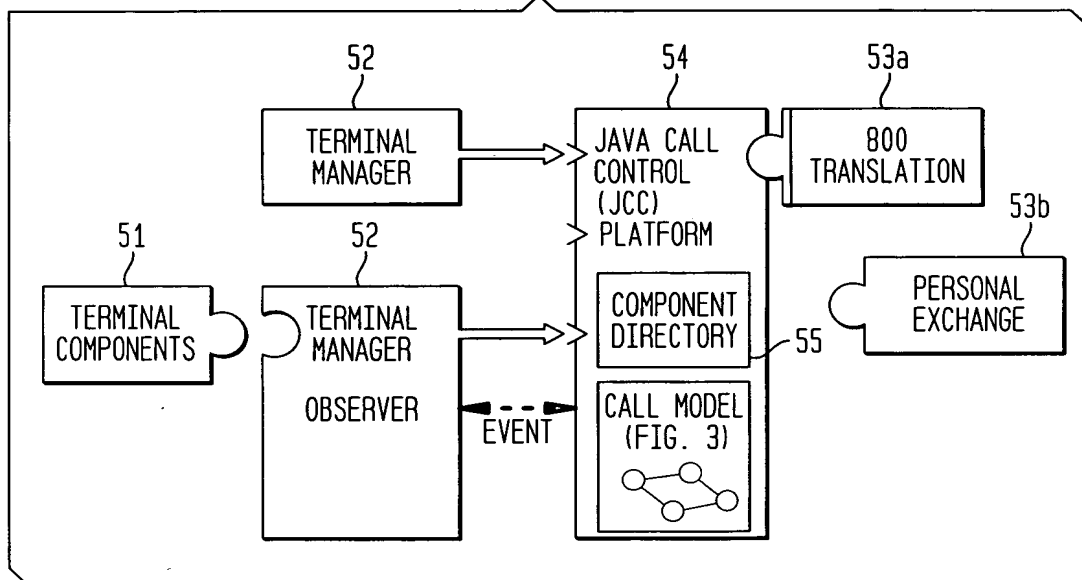 52
54
53a
TERMINAL
MANAGER
JAVA CALL
CONTROL
(JCC)
PLATFORM
800
TRANSLATION
51
52
53b
TERMINAL
COMPONENTS
TERMINAL
MANAGER
OBSERVER
COMPONENT
DIRECTORY
55
PERSONAL
EXCHANGE
EVENT
CALL MODEL
(FIG. 3)